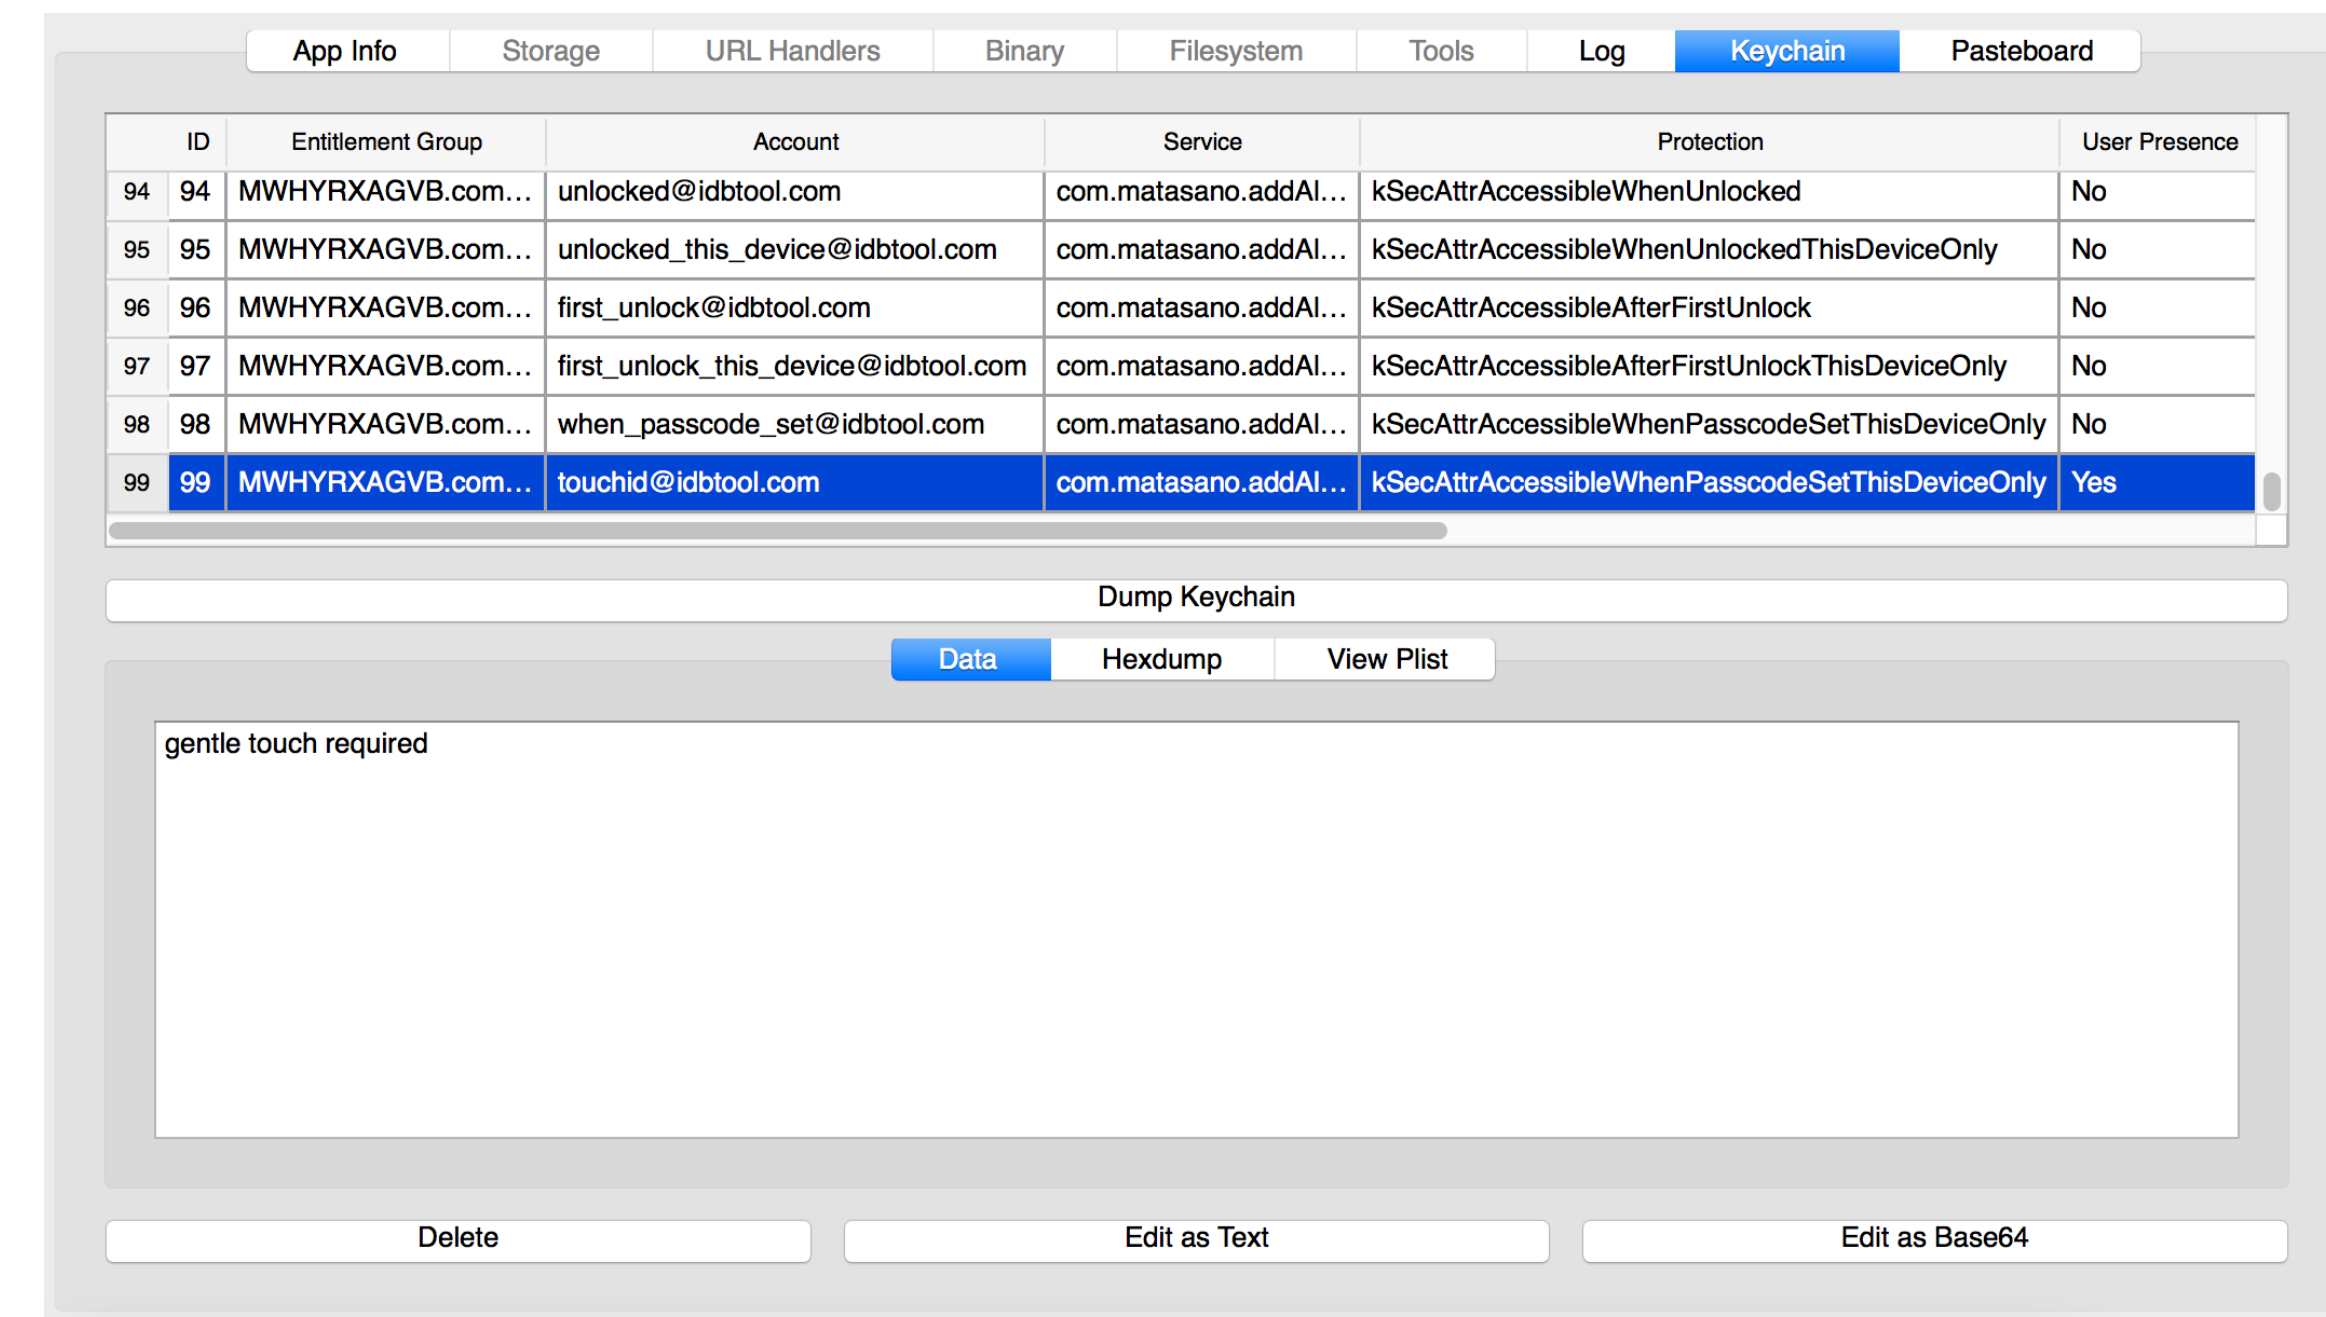 App Info Storage URL Handlers Binary Filesystem Tools Log Keychain Pasteboard
ID Entitlement Group Account Service Protection User Presence
94 94 MWHYRXAGVB.com... unlocked@idbtool.com com.matasano.addAl... kSecAttrAccessibleWhenUnlocked No
95 95 MWHYRXAGVB.com... unlocked_this_device@idbtool.com com.matasano.addAl... kSecAttrAccessibleWhenUnlockedThisDeviceOnly No
96 96 MWHYRXAGVB.com... first_unlock@idbtool.com com.matasano.addAl... kSecAttrAccessibleAfterFirstUnlock No
97 97 MWHYRXAGVB.com... first_unlock_this_device@idbtool.com com.matasano.addAl... kSecAttrAccessibleAfterFirstUnlockThisDeviceOnly No
98 98 MWHYRXAGVB.com... when_passcode_set@idbtool.com com.matasano.addAl... kSecAttrAccessibleWhenPasscodeSetThisDeviceOnly No
99 99 MWHYRXAGVB.com... touchid@idbtool.com com.matasano.addAl... kSecAttrAccessibleWhenPasscodeSetThisDeviceOnly Yes
Dump Keychain
Data Hexdump View Plist
gentle touch required
Delete Edit as Text Edit as Base64